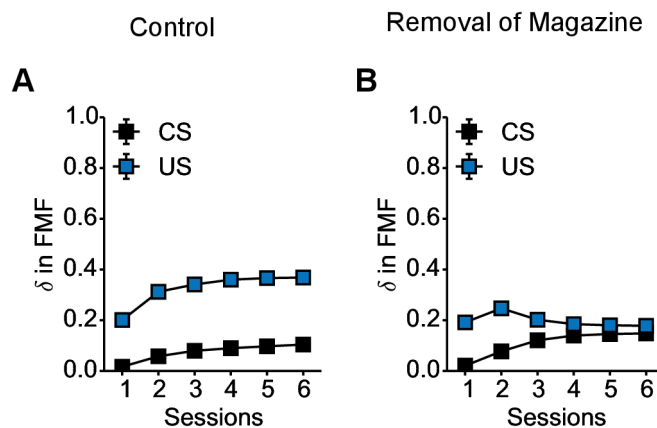 Control
Removal of Magazine
A
B
1.0
0.8
0.6
0.4
0.2
0.0
δ in FMF
CS
US
1 2 3 4 5 6
Sessions
1.0
0.8
0.6
0.4
0.2
0.0
δ in FMF
CS
US
1 2 3 4 5 6
Sessions